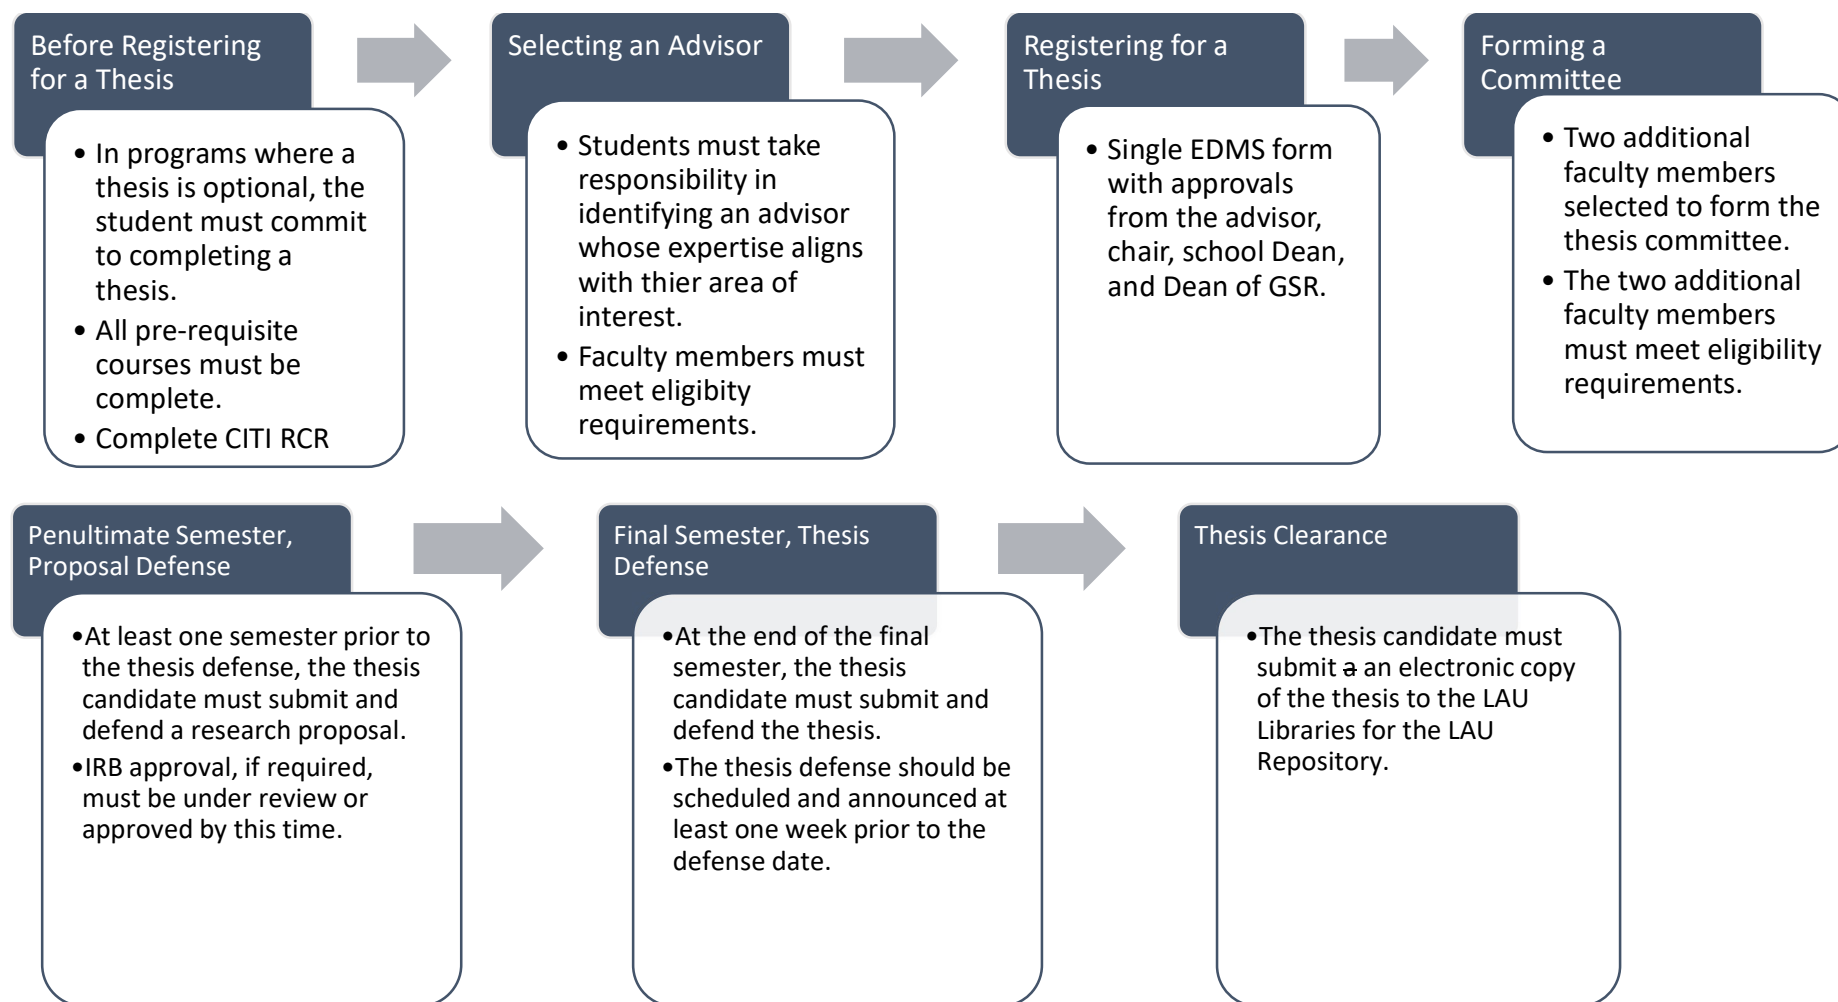 Before Registering
for a Thesis
• In programs where a
thesis is optional, the
student must commit
to completing a
thesis.
• All pre-requisite
courses must be
complete.
• Complete CITI RCR
Selecting an Advisor
• Students must take
responsibility in
identifying an advisor
whose expertise aligns
with thier area of
interest.
• Faculty members must
meet eligibity
requirements.
Registering for a
Thesis
• Single EDMS form
with approvals
from the advisor,
chair, school Dean,
and Dean of GSR.
Forming a
Committee
• Two additional
faculty members
selected to form the
thesis committee.
• The two additional
faculty members
must meet eligibility
requirements.
Penultimate Semester,
Proposal Defense
•At least one semester prior to
the thesis defense, the thesis
candidate must submit and
defend a research proposal.
•IRB approval, if required,
must be under review or
approved by this time.
Final Semester, Thesis
Defense
•At the end of the final
semester, the thesis
candidate must submit and
defend the thesis.
•The thesis defense should be
scheduled and announced at
least one week prior to the
defense date.
Thesis Clearance
•The thesis candidate must
submit a an electronic copy
of the thesis to the LAU
Libraries for the LAU
Repository.